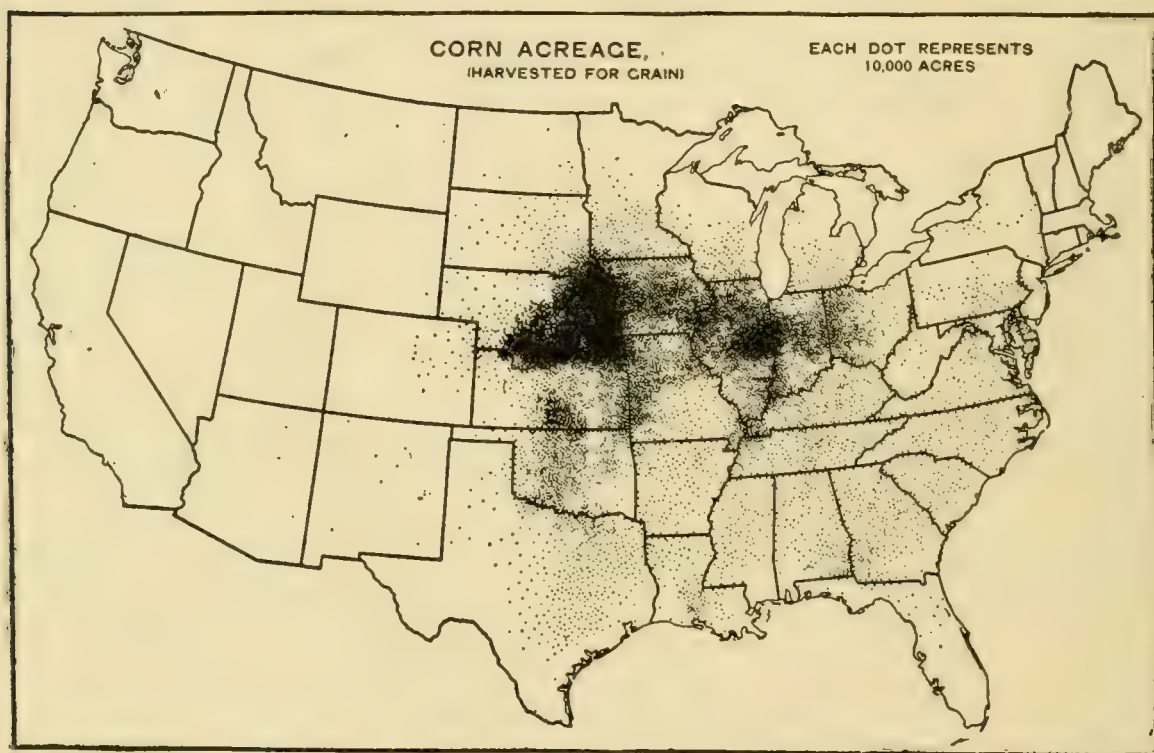 CORN ACREAGE,
(HARVESTED FOR GRAIN)
EACH DOT REPRESENTS
10,000 ACRES